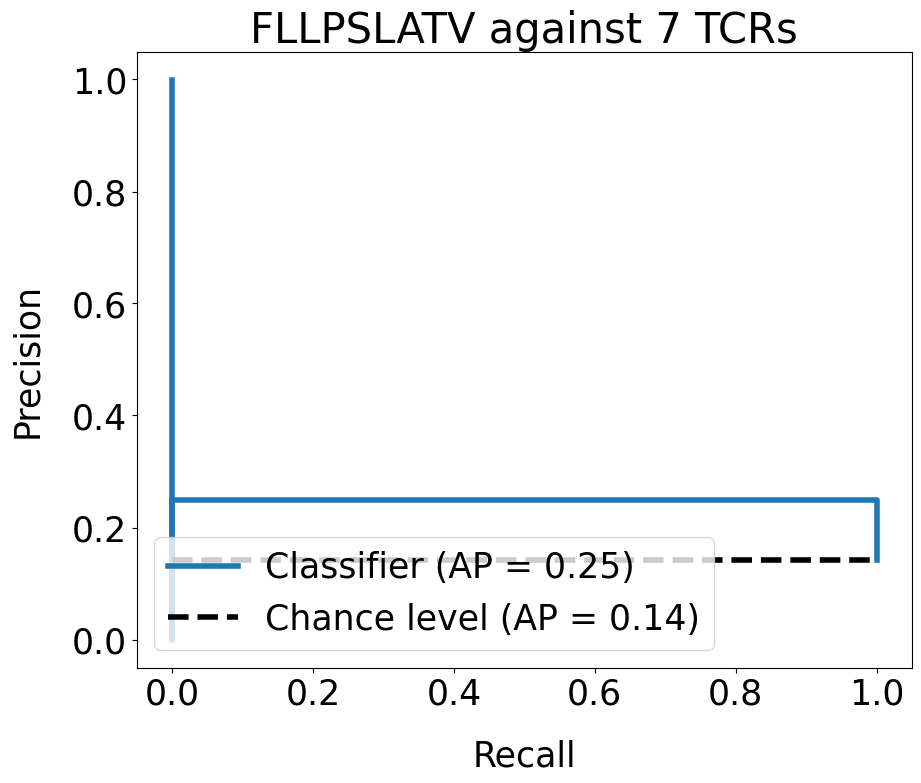 FLLPSLATV against 7 TCRs
1.0
0.8
0.6
0.4
0.2
0.0
Precision
Classifier (AP = 0.25)
Chance level (AP = 0.14)
0.0 0.2 0.4 0.6 0.8 1.0
Recall